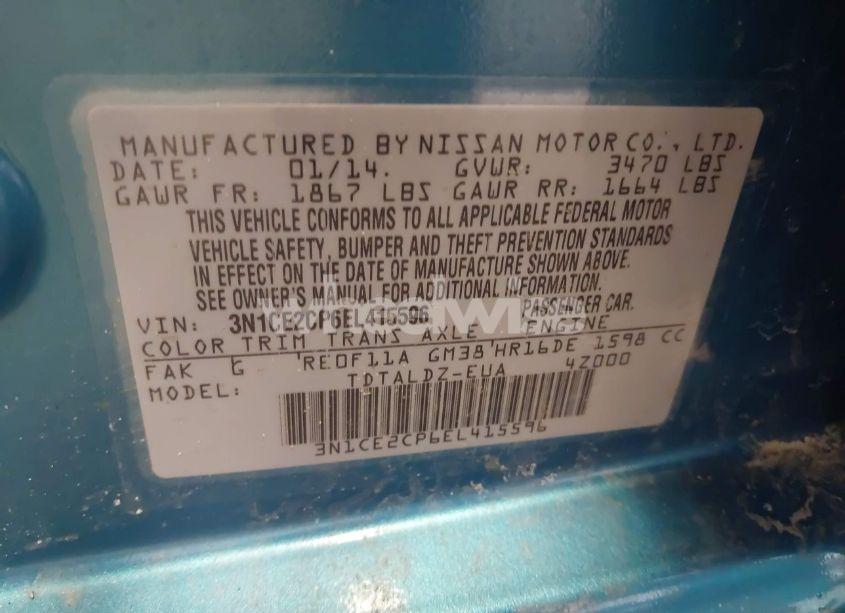 MANUFACTURED BY NISSAN MOTOR CO., LTD.
DATE: 01/14. GVWR: 3470 LBS
GAWR FR: 1867 LBS GAWR RR: 1664 LBS
THIS VEHICLE CONFORMS TO ALL APPLICABLE FEDERAL MOTOR
VEHICLE SAFETY, BUMPER AND THEFT PREVENTION STANDARDS
IN EFFECT ON THE DATE OF MANUFACTURE SHOWN ABOVE.
SEE OWNER'S MANUAL FOR ADDITIONAL INFORMATION.
VIN: 3N1CE2CP6EL415596 PASSENGER CAR.
COLOR TRIM TRANS AXLE ENGINE
FAK G 'RE0F11A GM38'HR16DE 1598 CC
MODEL: TDTALDZ-EUA 4Z000
3N1CE2CP6EL415596